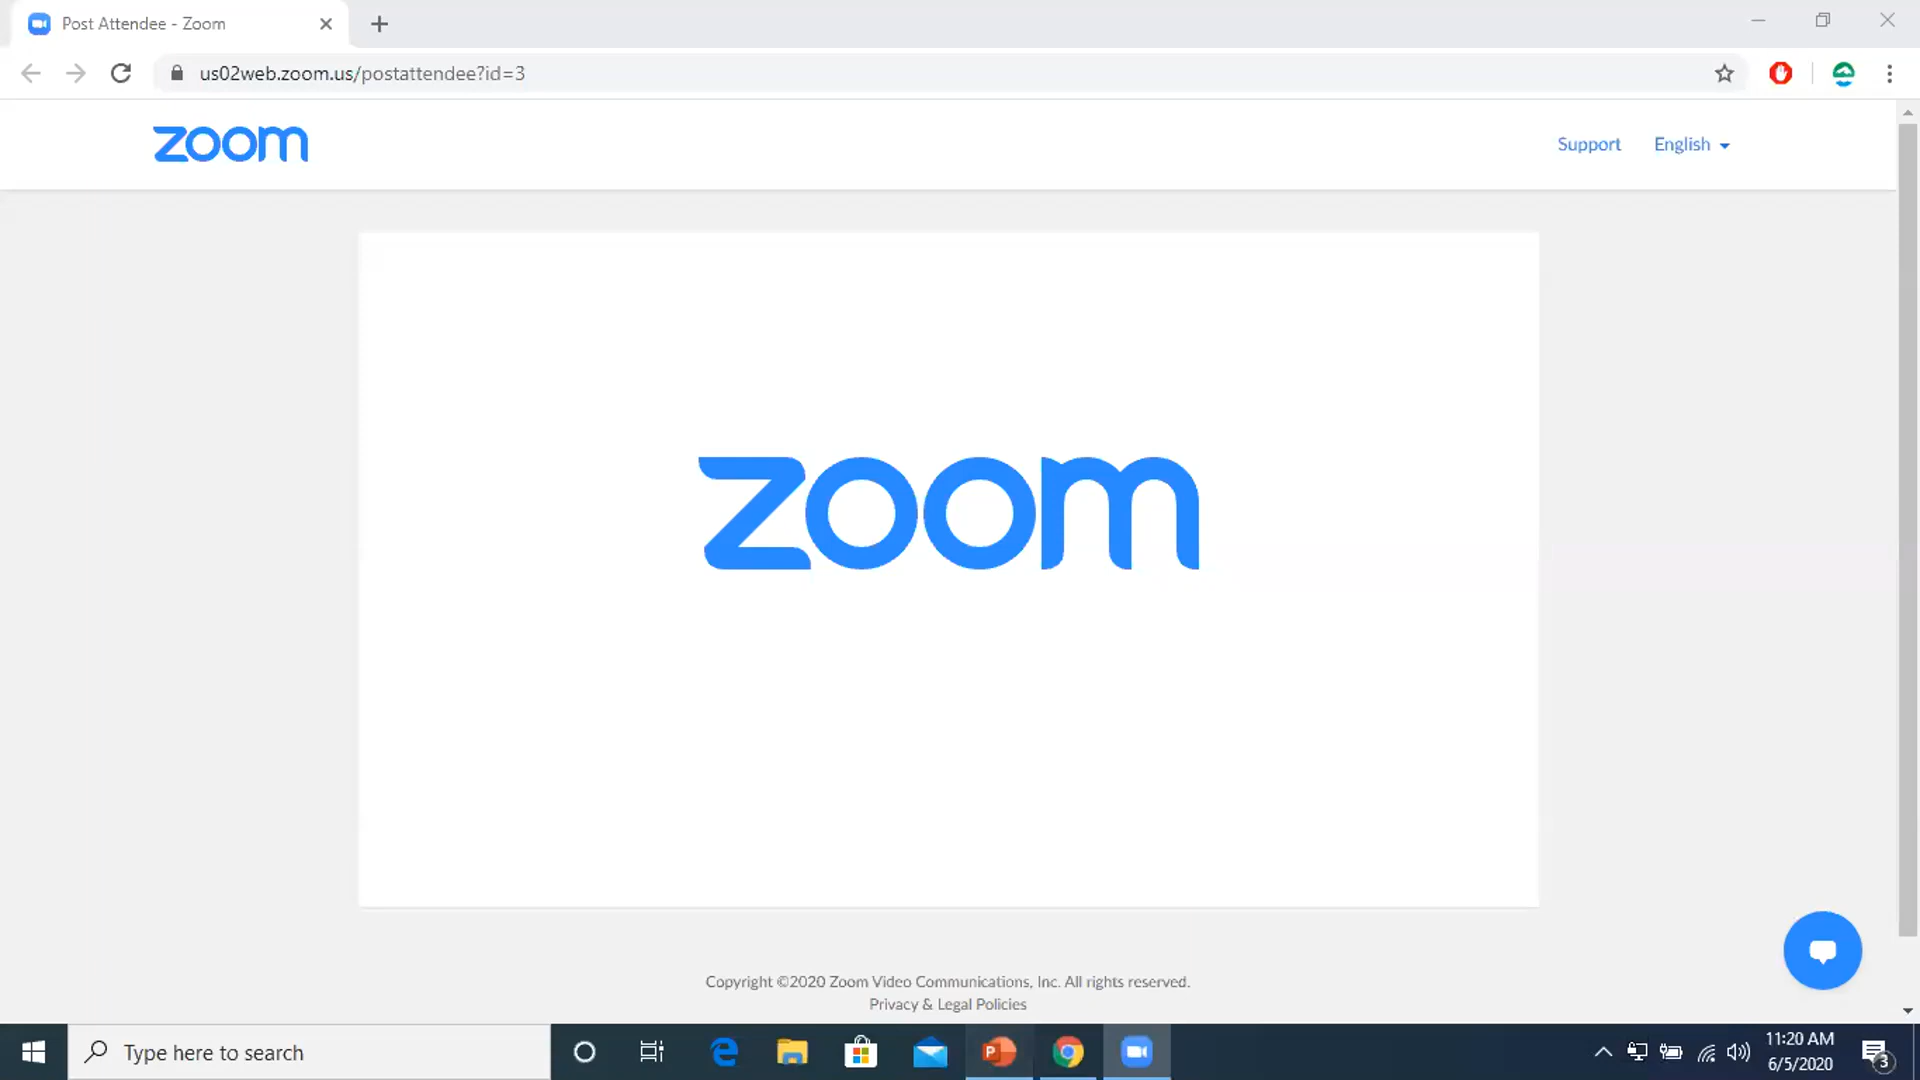 Post Attendee - Zoom
us02web.zoom.us/postattendee?id=3
zoom
Support
English
zoom
Copyright ©2020 Zoom Video Communications, Inc. All rights reserved.
Privacy & Legal Policies
Type here to search
11:20 AM
6/5/2020
3